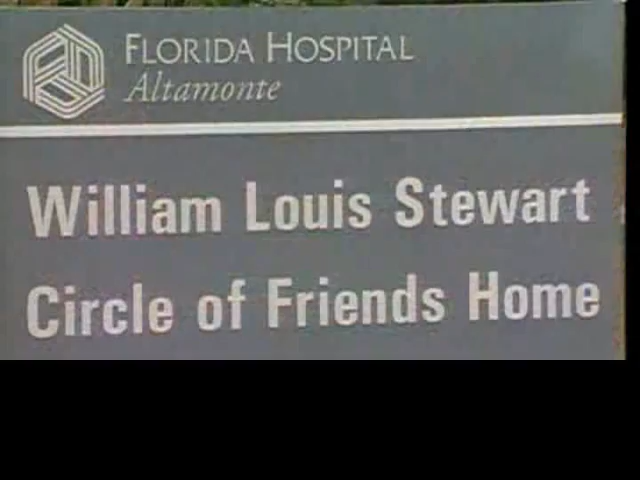 FLORIDA HOSPITAL
Altamonte
William Louis Stewart
Circle of Friends Home